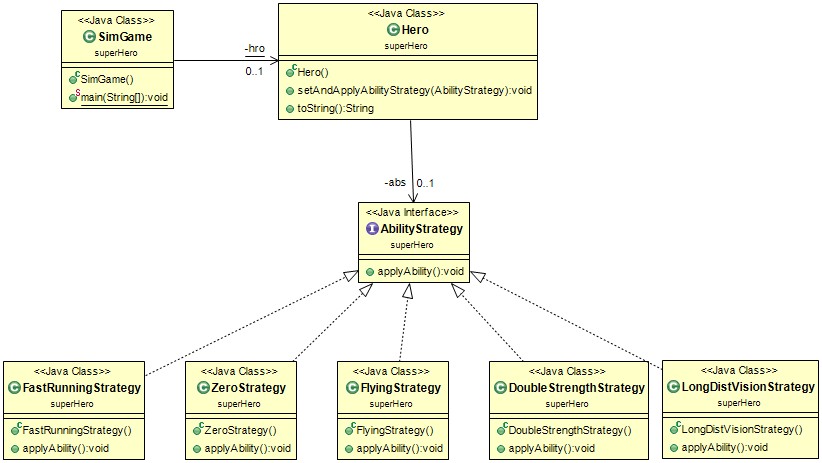 <<Java Class>>
SimGame
superHero
SimGame()
main(String[]):void
-hro
0..1
<<Java Class>>
Hero
superHero
Hero()
setAndApplyAbilityStrategy(AbilityStrategy):void
toString():String
-abs
0..1
<<Java Interface>>
AbilityStrategy
superHero
applyAbility():void
<<Java Class>>
FastRunningStrategy
superHero
FastRunningStrategy()
applyAbility():void
<<Java Class>>
ZeroStrategy
superHero
ZeroStrategy()
applyAbility():void
<<Java Class>>
FlyingStrategy
superHero
FlyingStrategy()
applyAbility():void
<<Java Class>>
DoubleStrengthStrategy
superHero
DoubleStrengthStrategy()
applyAbility():void
<<Java Class>>
LongDistVisionStrategy
superHero
LongDistVisionStrategy()
applyAbility():void